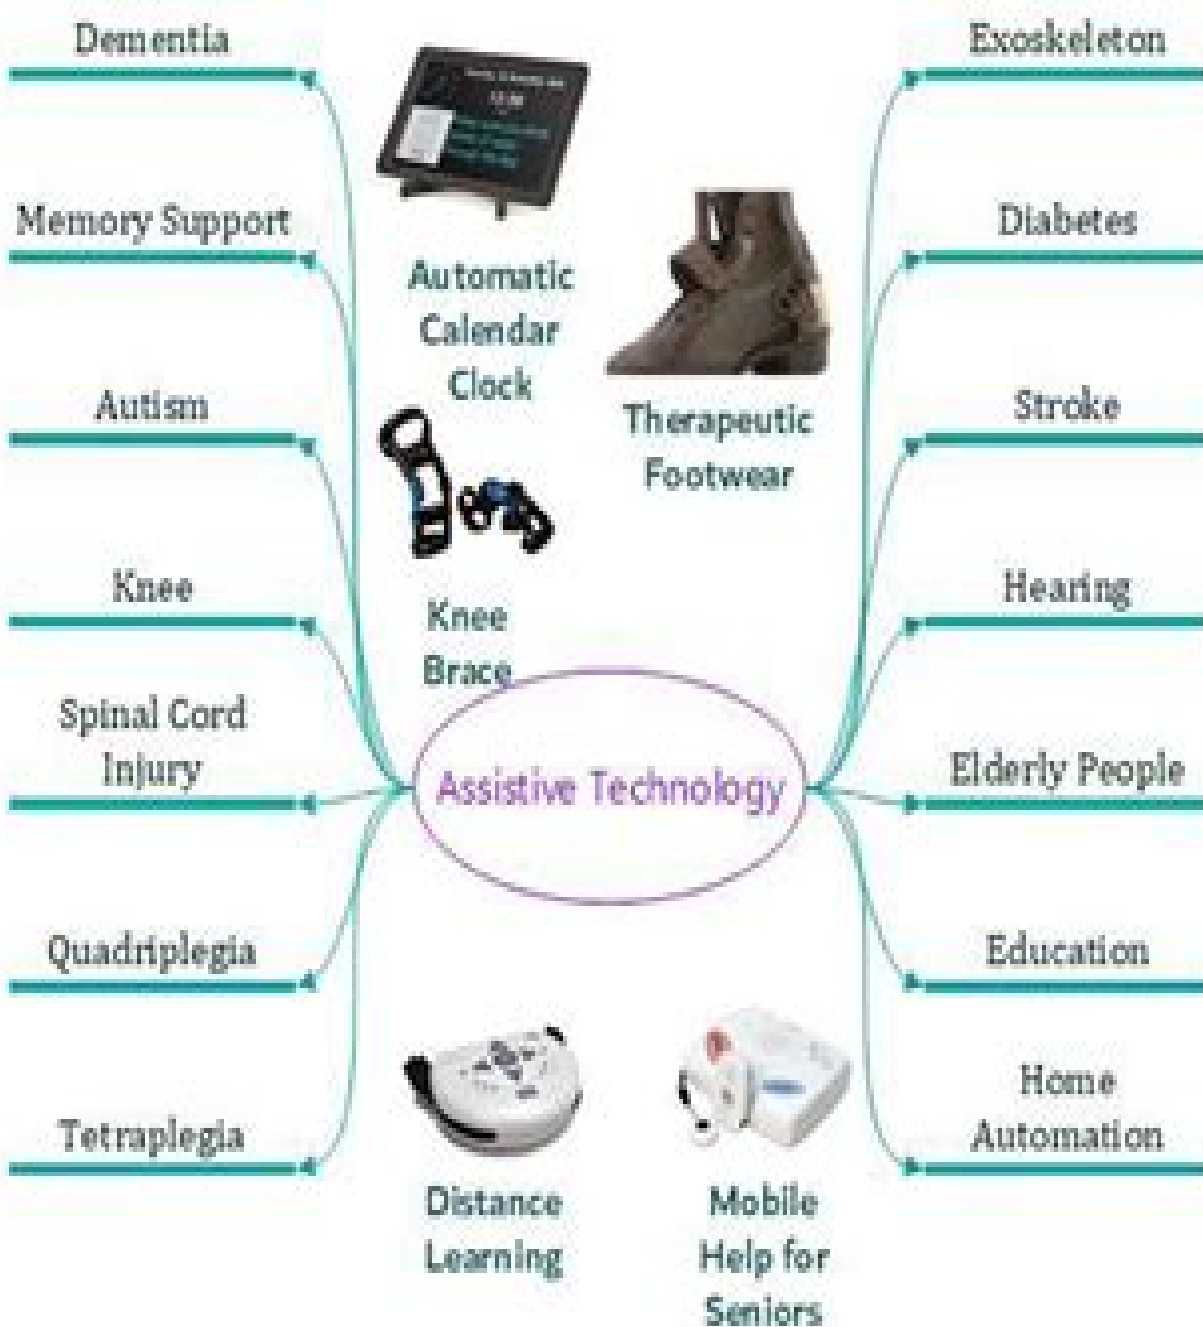 Dementia
Memory Support
Autism
Knee
Spinal Cord
Injury
Quadriplegia
Tetraplegia
Automatic
Calendar
Clock
Therapeutic
Footwear
Knee
Brace
Assistive Technology
Distance
Learning
Mobile
Help for
Seniors
Exoskeleton
Diabetes
Stroke
Hearing
Elderly People
Education
Home
Automation